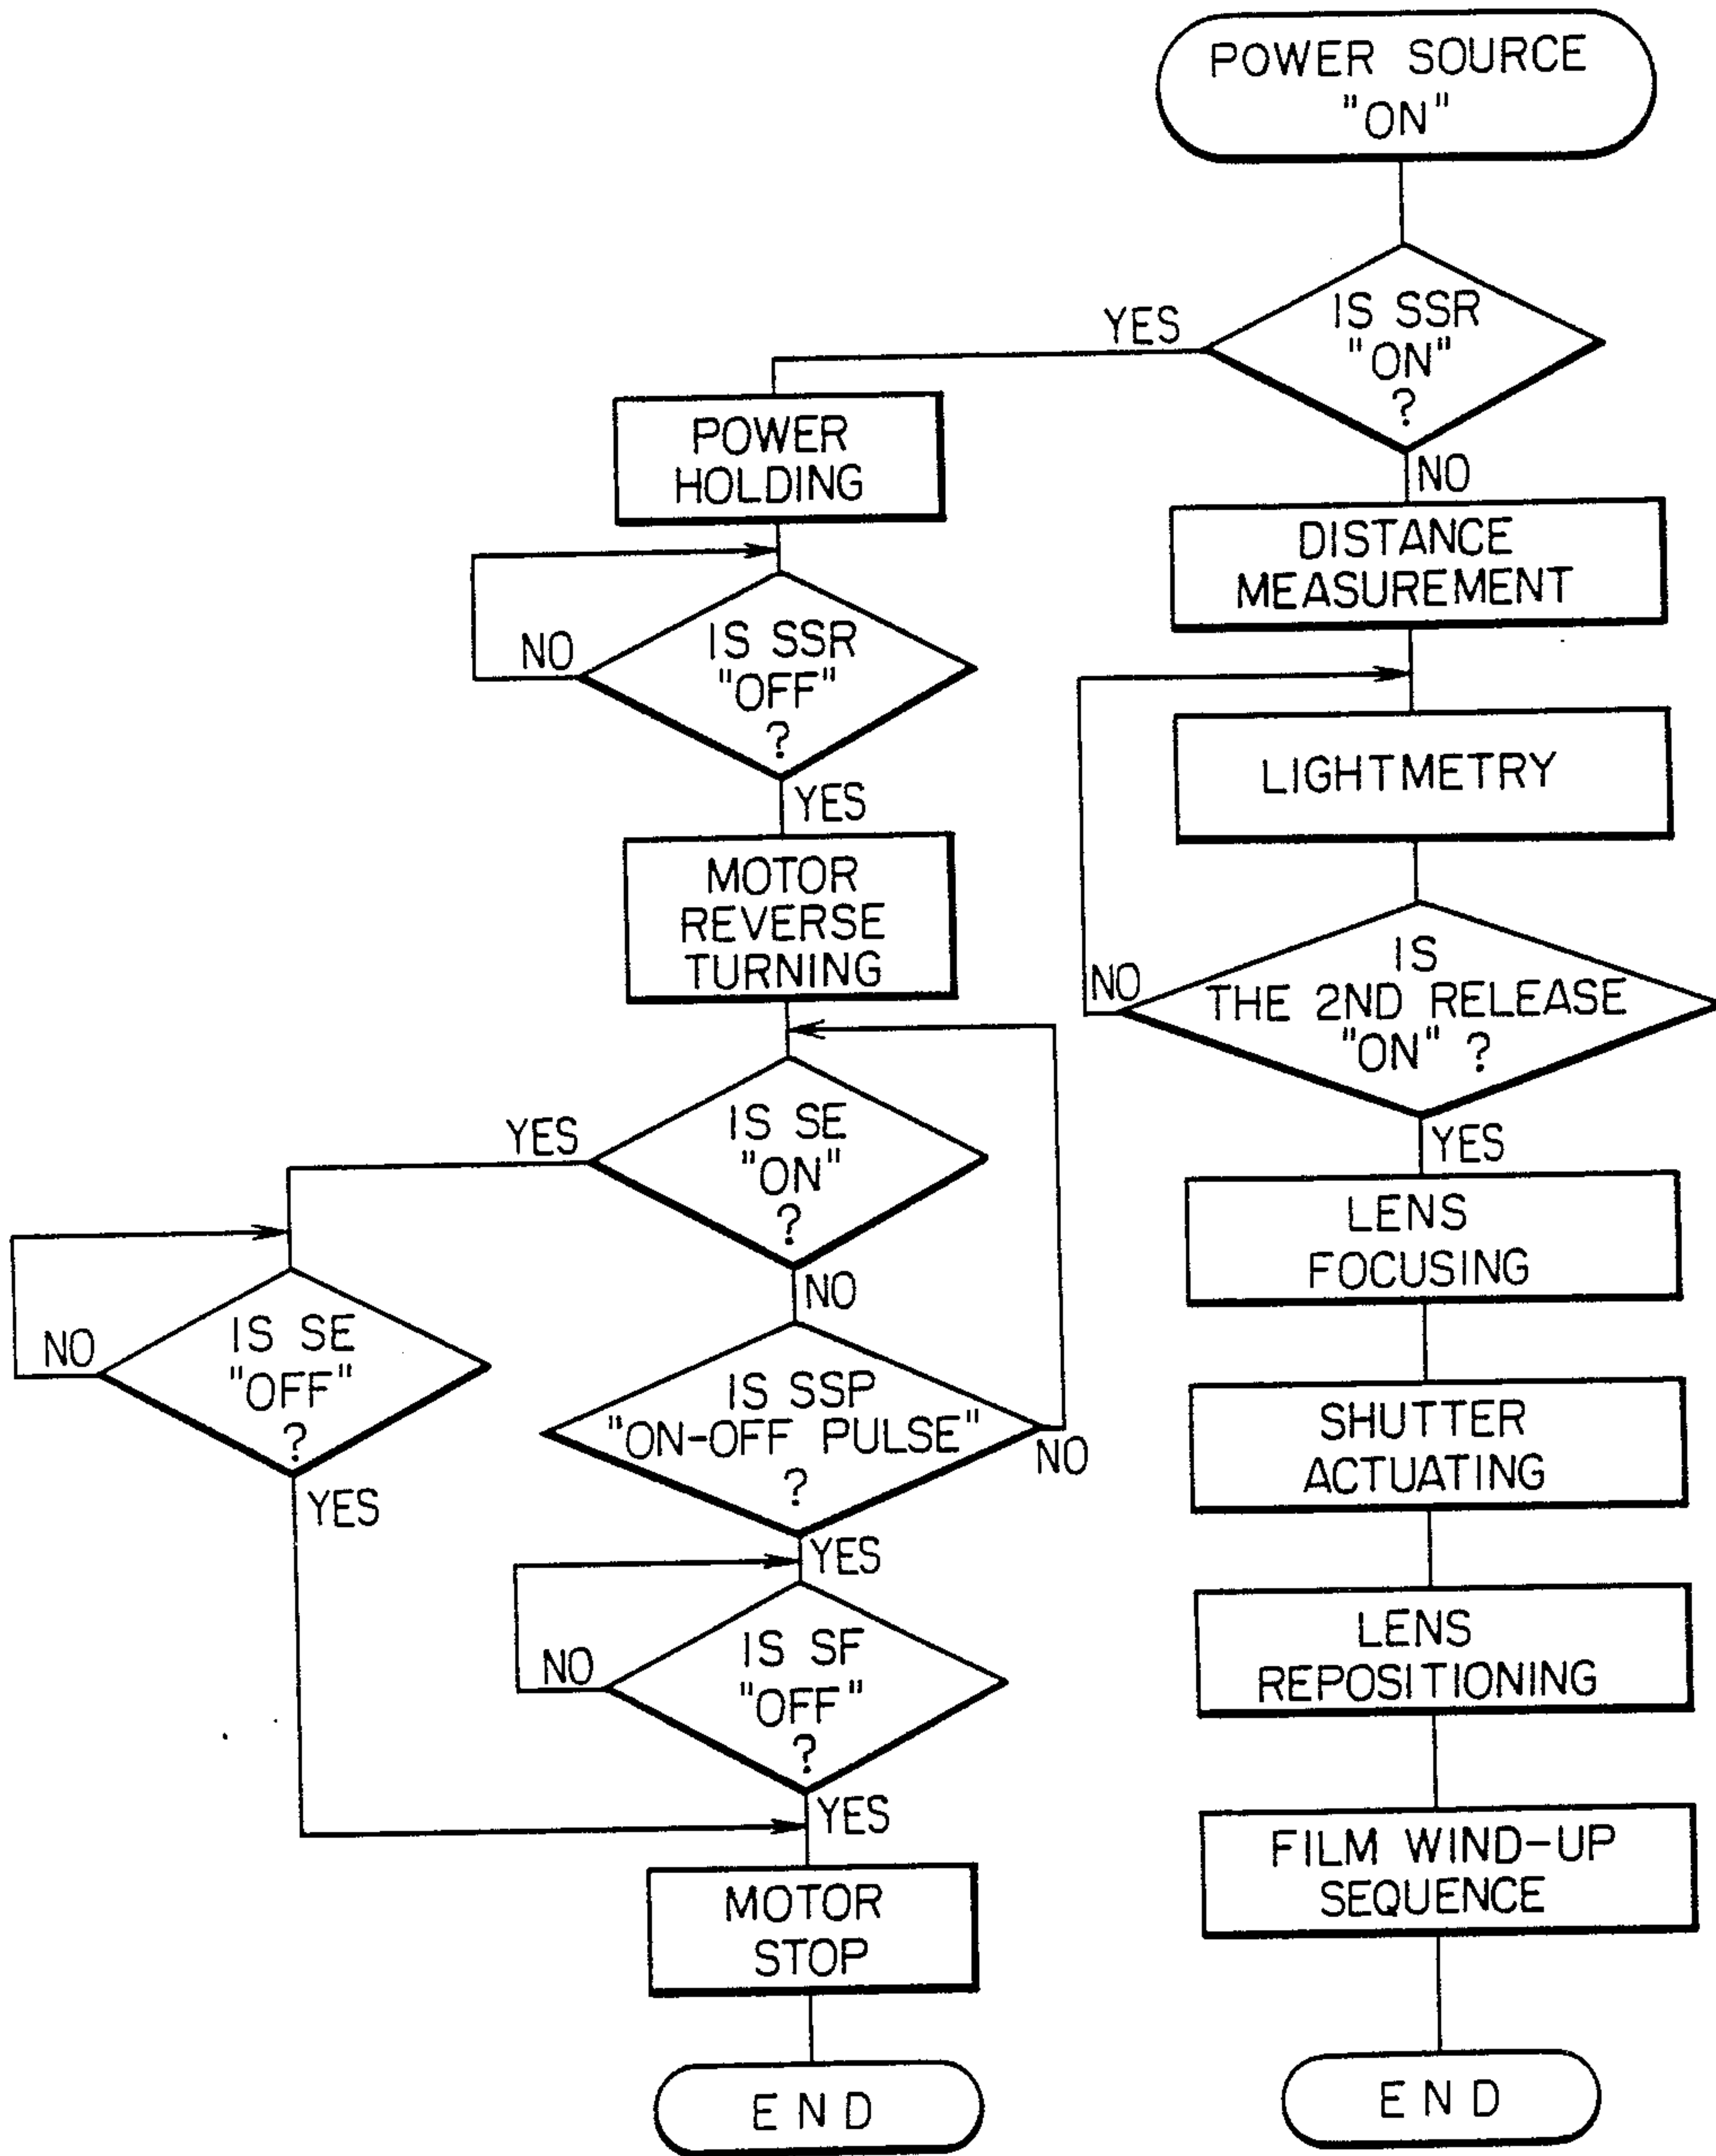 POWER SOURCE
"ON"
IS SSR
"ON"
?
YES
NO
POWER
HOLDING
IS SSR
"OFF"
?
NO
YES
MOTOR
REVERSE
TURNING
IS SE
"ON"
?
YES
NO
IS SE
"OFF"
?
NO
YES
IS SSP
"ON-OFF PULSE"
?
NO
YES
IS SF
"OFF"
?
NO
YES
MOTOR
STOP
END
DISTANCE
MEASUREMENT
LIGHTMETRY
IS
THE 2ND RELEASE
"ON" ?
NO
YES
LENS
FOCUSING
SHUTTER
ACTUATING
LENS
REPOSITIONING
FILM WIND-UP
SEQUENCE
END